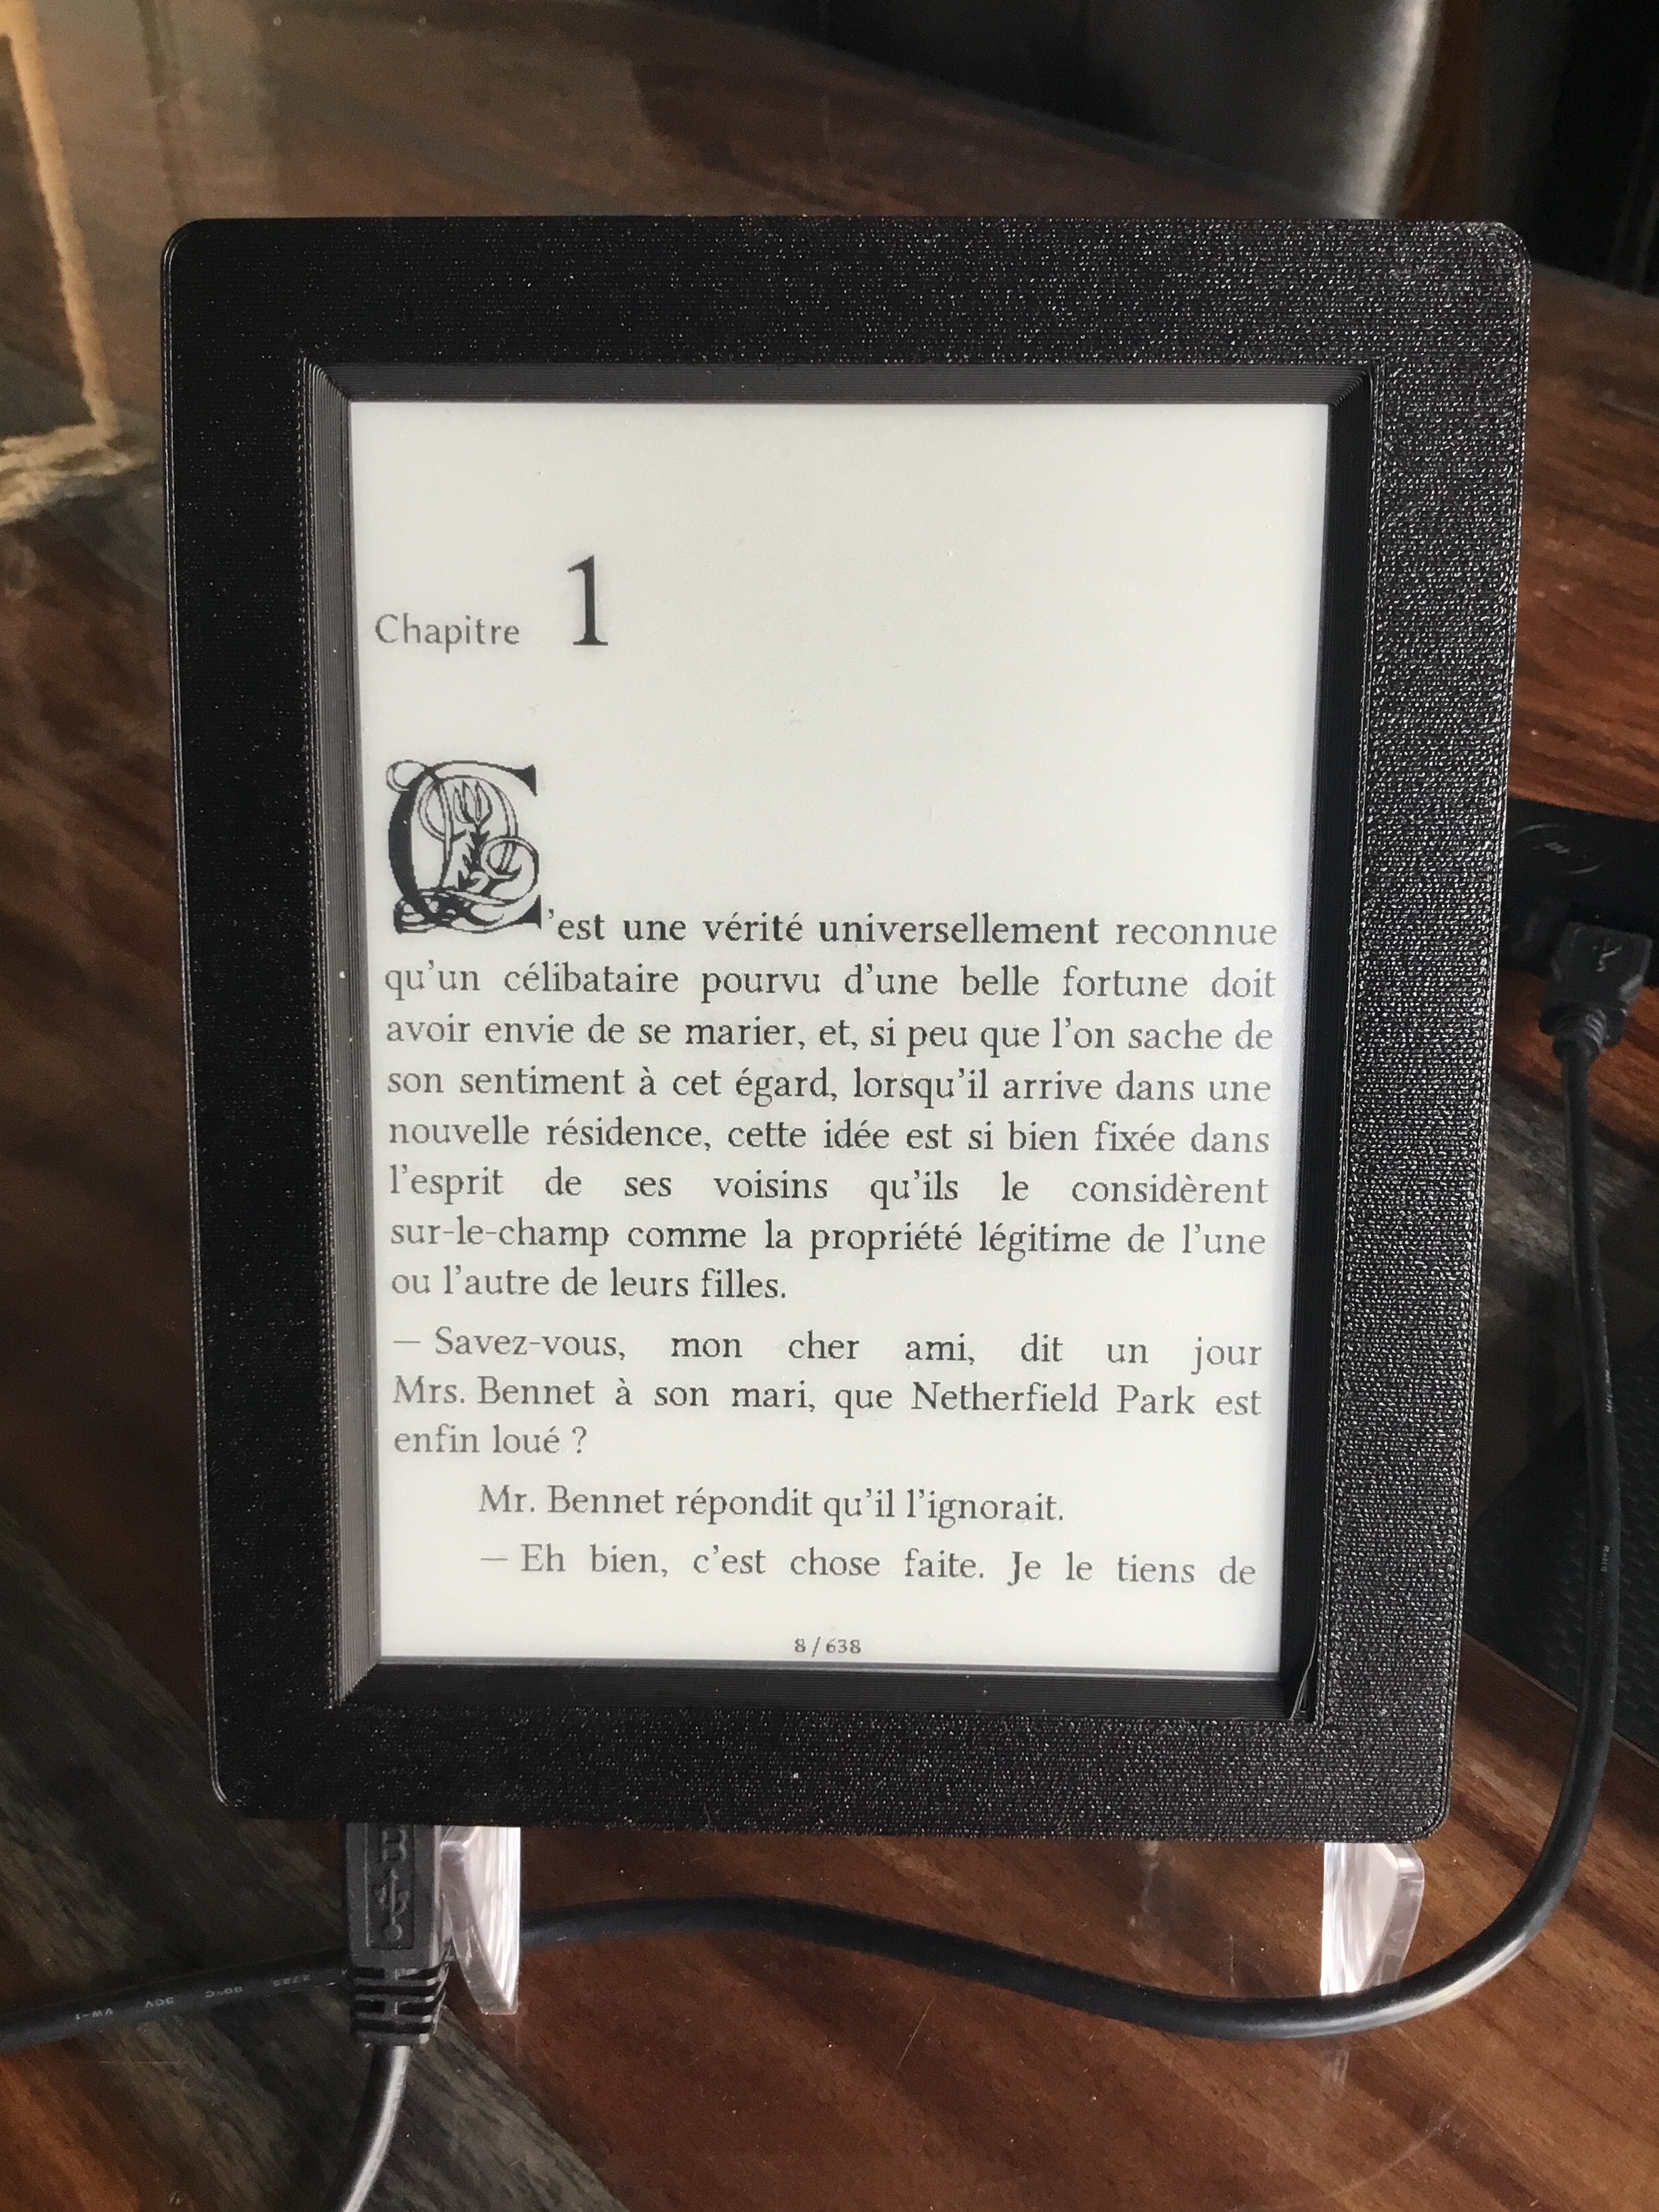 Chapitre 1
C'est une vérité universellement reconnue
qu'un célibataire pourvu d'une belle fortune doit
avoir envie de se marier, et, si peu que l'on sache de
son sentiment à cet égard, lorsqu'il arrive dans une
nouvelle résidence, cette idée est si bien fixée dans
l'esprit de ses voisins qu'ils le considèrent
sur-le-champ comme la propriété légitime de l'une
ou l'autre de leurs filles.
— Savez-vous, mon cher ami, dit un jour
Mrs. Bennet à son mari, que Netherfield Park est
enfin loué ?
Mr. Bennet répondit qu'il l'ignorait.
— Eh bien, c'est chose faite. Je le tiens de
8 / 638
VW-1 30V 80°C 2725